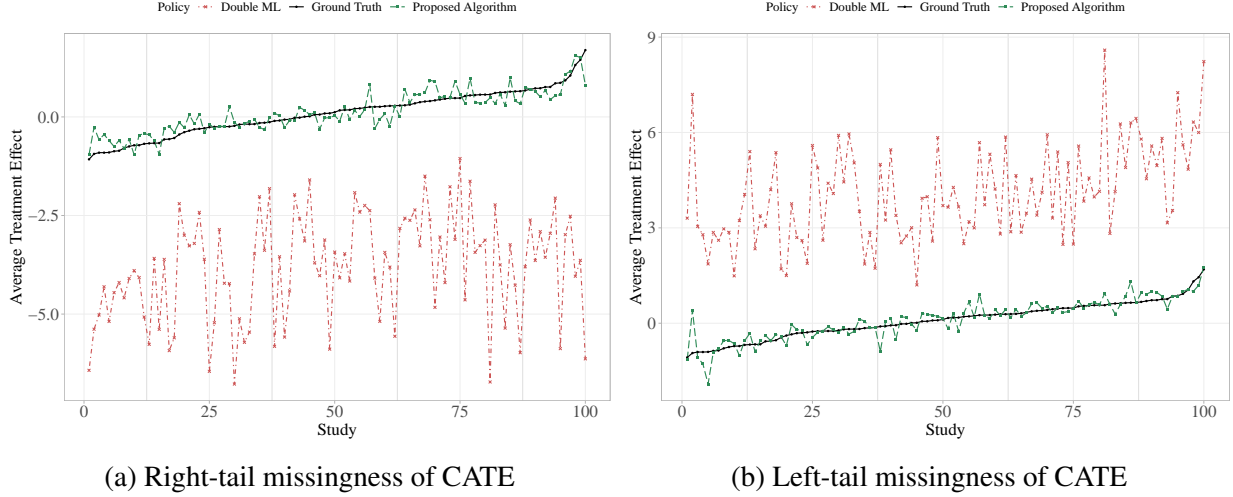 Policy Double ML Ground Truth Proposed Algorithm
0.0
−2.5
−5.0
Average Treatment Effect
0 25 50 75 100
Study
(a) Right-tail missingness of CATE
Policy Double ML Ground Truth Proposed Algorithm
9
6
3
0
Average Treatment Effect
0 25 50 75 100
Study
(b) Left-tail missingness of CATE